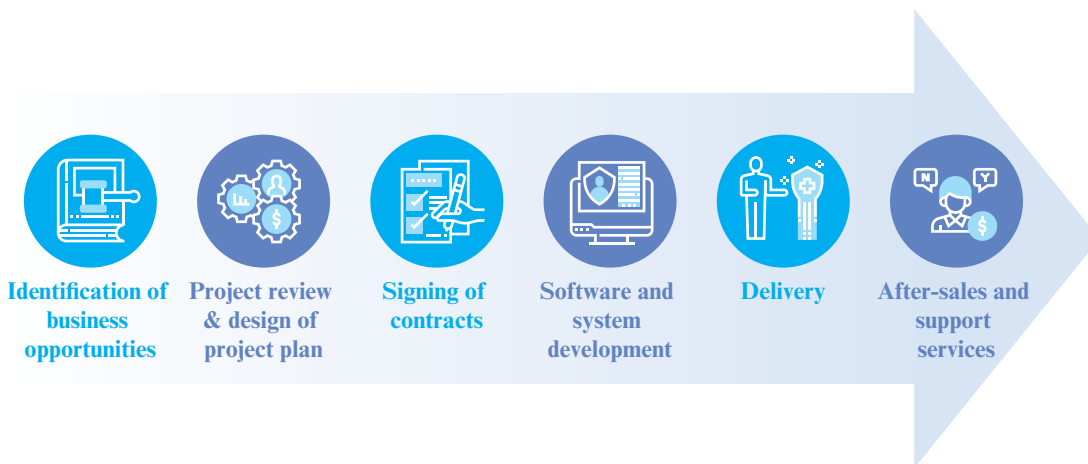 N
Y
$
$
Identification of
business
opportunities
Project review
& design of
project plan
Signing of
contracts
Software and
system
development
Delivery
After-sales and
support
services